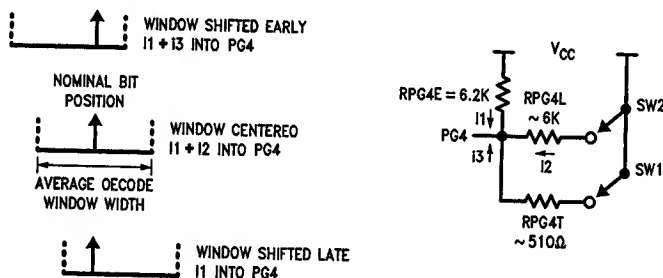 WINDOW SHIFTED EARLY
I1 + I3 INTO PG4
NOMINAL BIT
POSITION
WINDOW CENTEREO
I1 + I2 INTO PG4
AVERAGE OECODE
WINDOW WIDTH
WINDOW SHIFTED LATE
I1 INTO PG4
VCC
RPG4E = 6.2K
RPG4L
~ 6K
SW2
I1
PG4
I3
I2
SW1
RPG4T
~ 510Ω